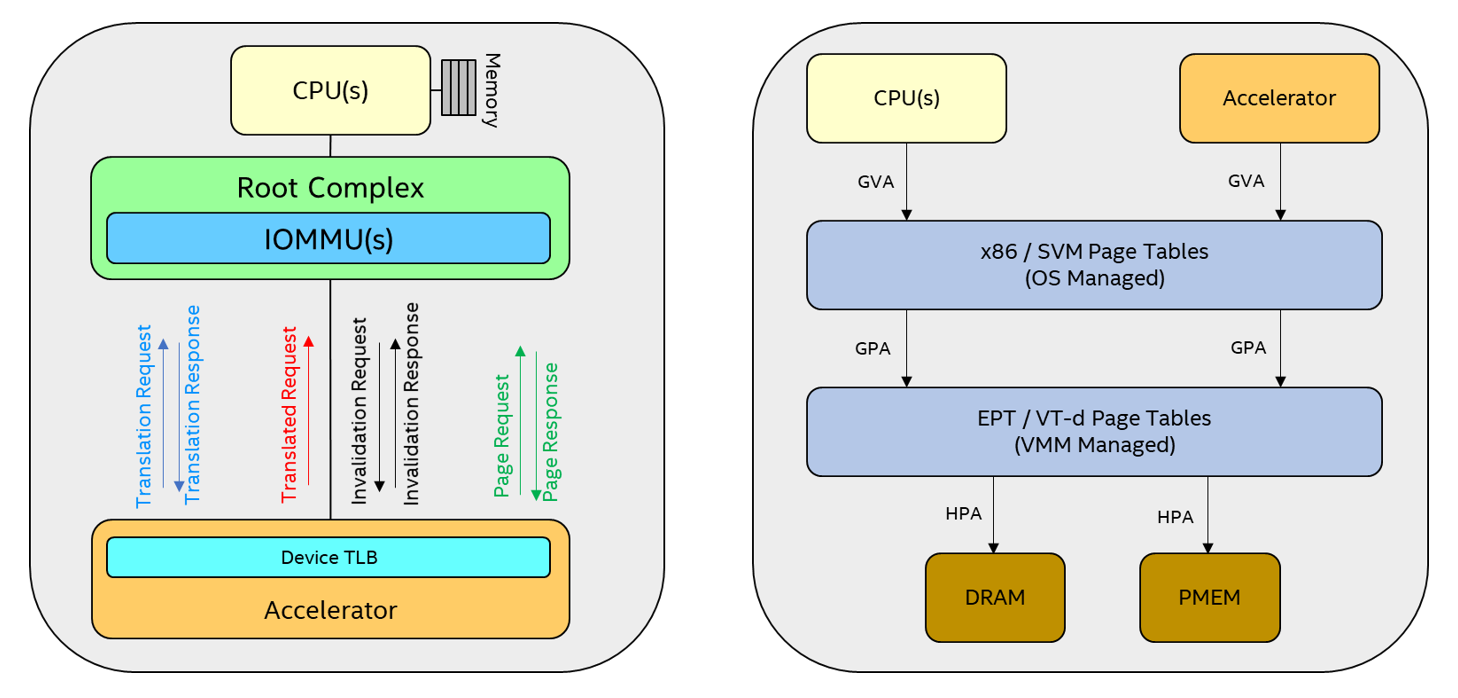 CPU(s)
Memory
Root Complex
IOMMU(s)
Translation Request
Translation Response
Translated Request
Invalidation Request
Invalidation Response
Page Request
Page Response
Device TLB
Accelerator
CPU(s)
Accelerator
GVA
GVA
x86 / SVM Page Tables
(OS Managed)
GPA
GPA
EPT / VT-d Page Tables
(VMM Managed)
HPA
HPA
DRAM
PMEM